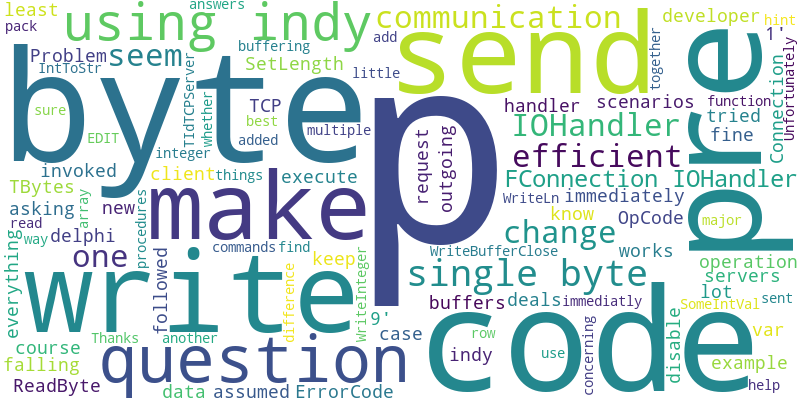 least
answers
using indy
communication
developer
hint
pack
Problem
seem
buffering
add
send
together
1'
Unfortunately
IntToStr
SetLength
little
pre
byte
TIdTCPServer
whether
TCP
best
handler
scenarios
function
Connection
sure
EDIT
added
multiple
p
request
outgoing
IOHandler
tried
fine
integer
efficient
invoked
client
things
execute
FConnection IOHandler
TBytes
array
make
WriteLn
immediately
asking
new
procedures
know
OpCode
major
read
way
delphi
commands
find
change
one
WriteBufferClose
works
operation
everything
write
followed
difference
keep
WriteInteger
single byte
servers
lot
buffers
deals
immediatly
SomeIntVal
sent
9'
code
disable
var
course
Thanks
another
question
case
row
indy
concerning
falling
example
ReadByte
data
assumed
ErrorCode
use
help